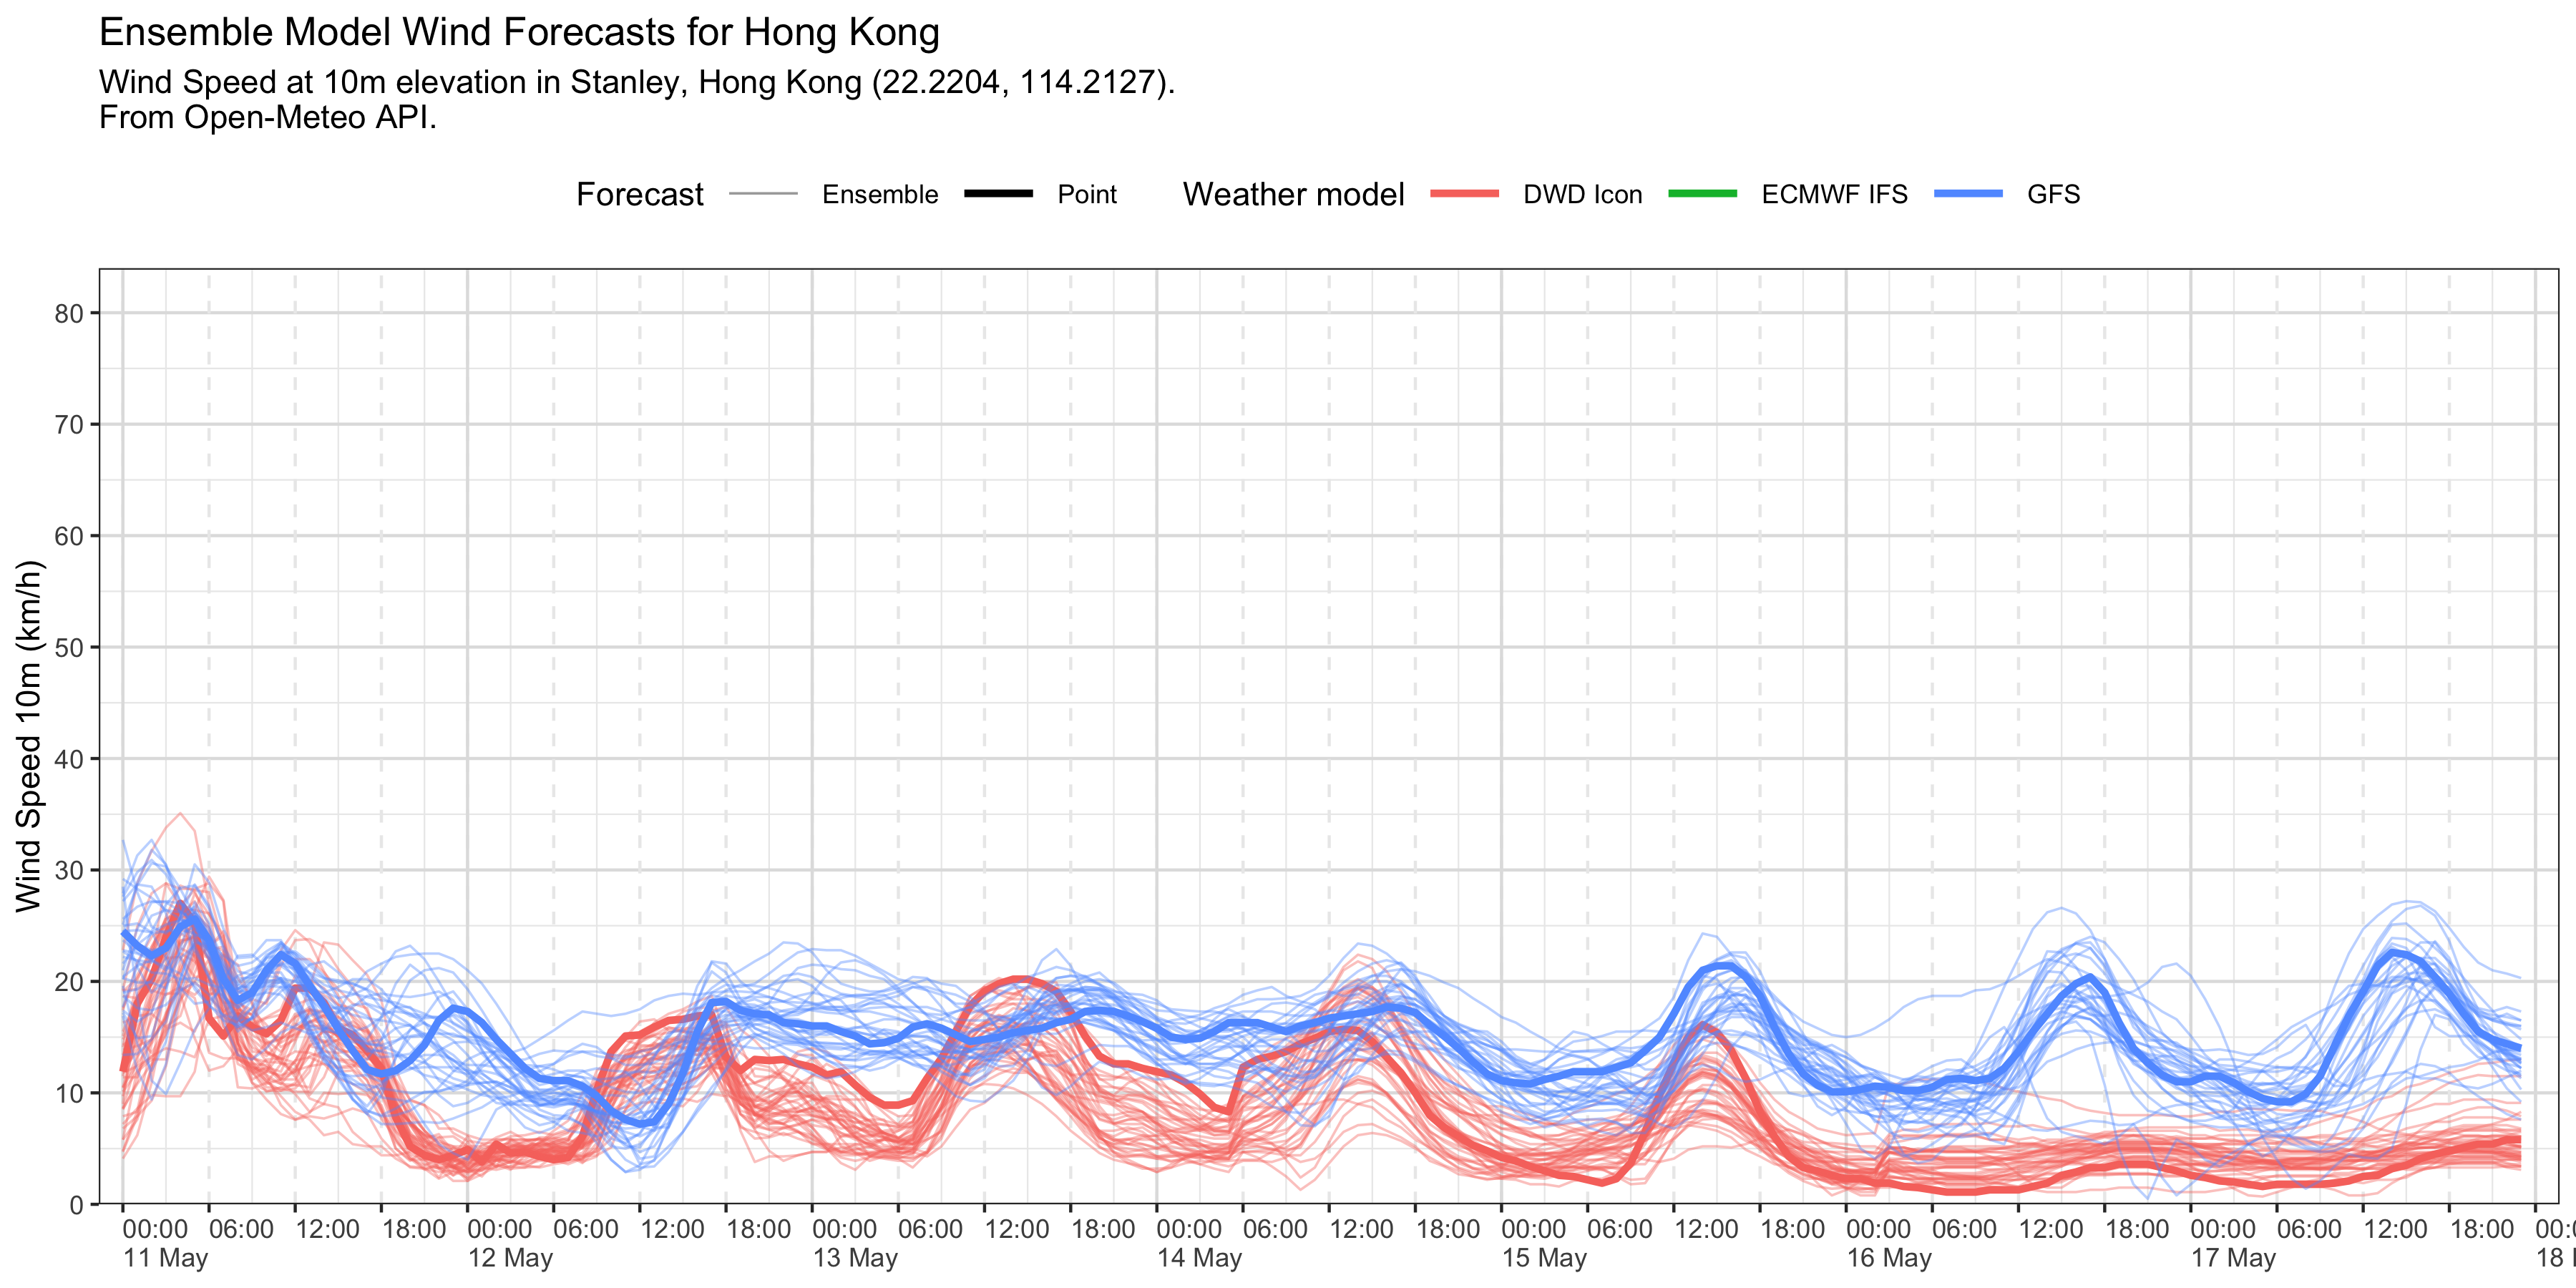 Ensemble Model Wind Forecasts for Hong Kong
Wind Speed at 10m elevation in Stanley, Hong Kong (22.2204, 114.2127).
From Open-Meteo API.
Forecast Ensemble Point Weather model DWD Icon ECMWF IFS GFS
Wind Speed 10m (km/h)
80
70
60
50
40
30
20
10
0
00:00 06:00 12:00 18:00 00:00 06:00 12:00 18:00 00:00 06:00 12:00 18:00 00:00 06:00 12:00 18:00 00:00 06:00 12:00 18:00 00:00 06:00 12:00 18:00 00:00 06:00 12:00 18:00
11 May 12 May 13 May 14 May 15 May 16 May 17 May 18